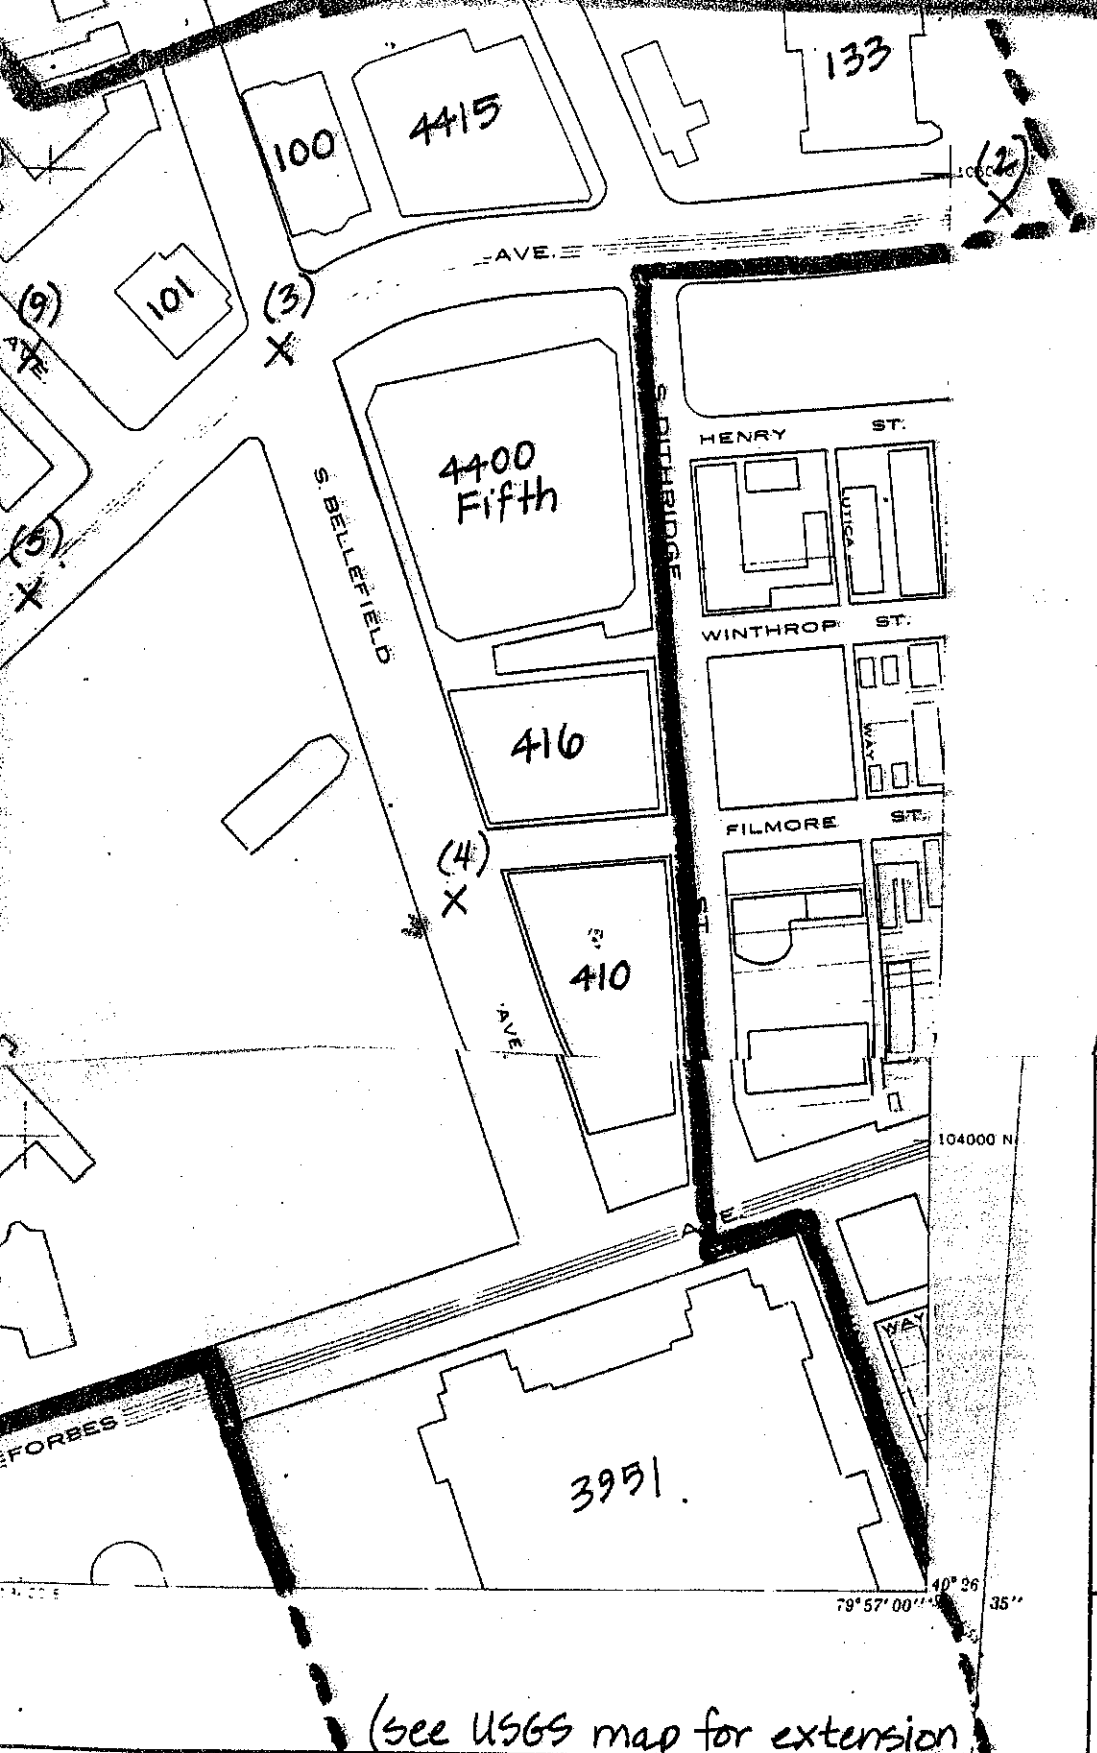 133
4415
100
(2)
-AVE.
101
(9)
(3)
X
X
AVE.
X
4400
Fifth
S. DITHRIDGE
HENRY ST.
S. BELLEFIELD
UTICA
(5)
X
WINTHROP ST.
416
WAY
FILMORE ST.
(4)
X
ST.
410
AVE.
104000 N
AVE.
WAY
FORBES
3951
40° 26
79° 57' 00" 35"
(see USGS map for extension